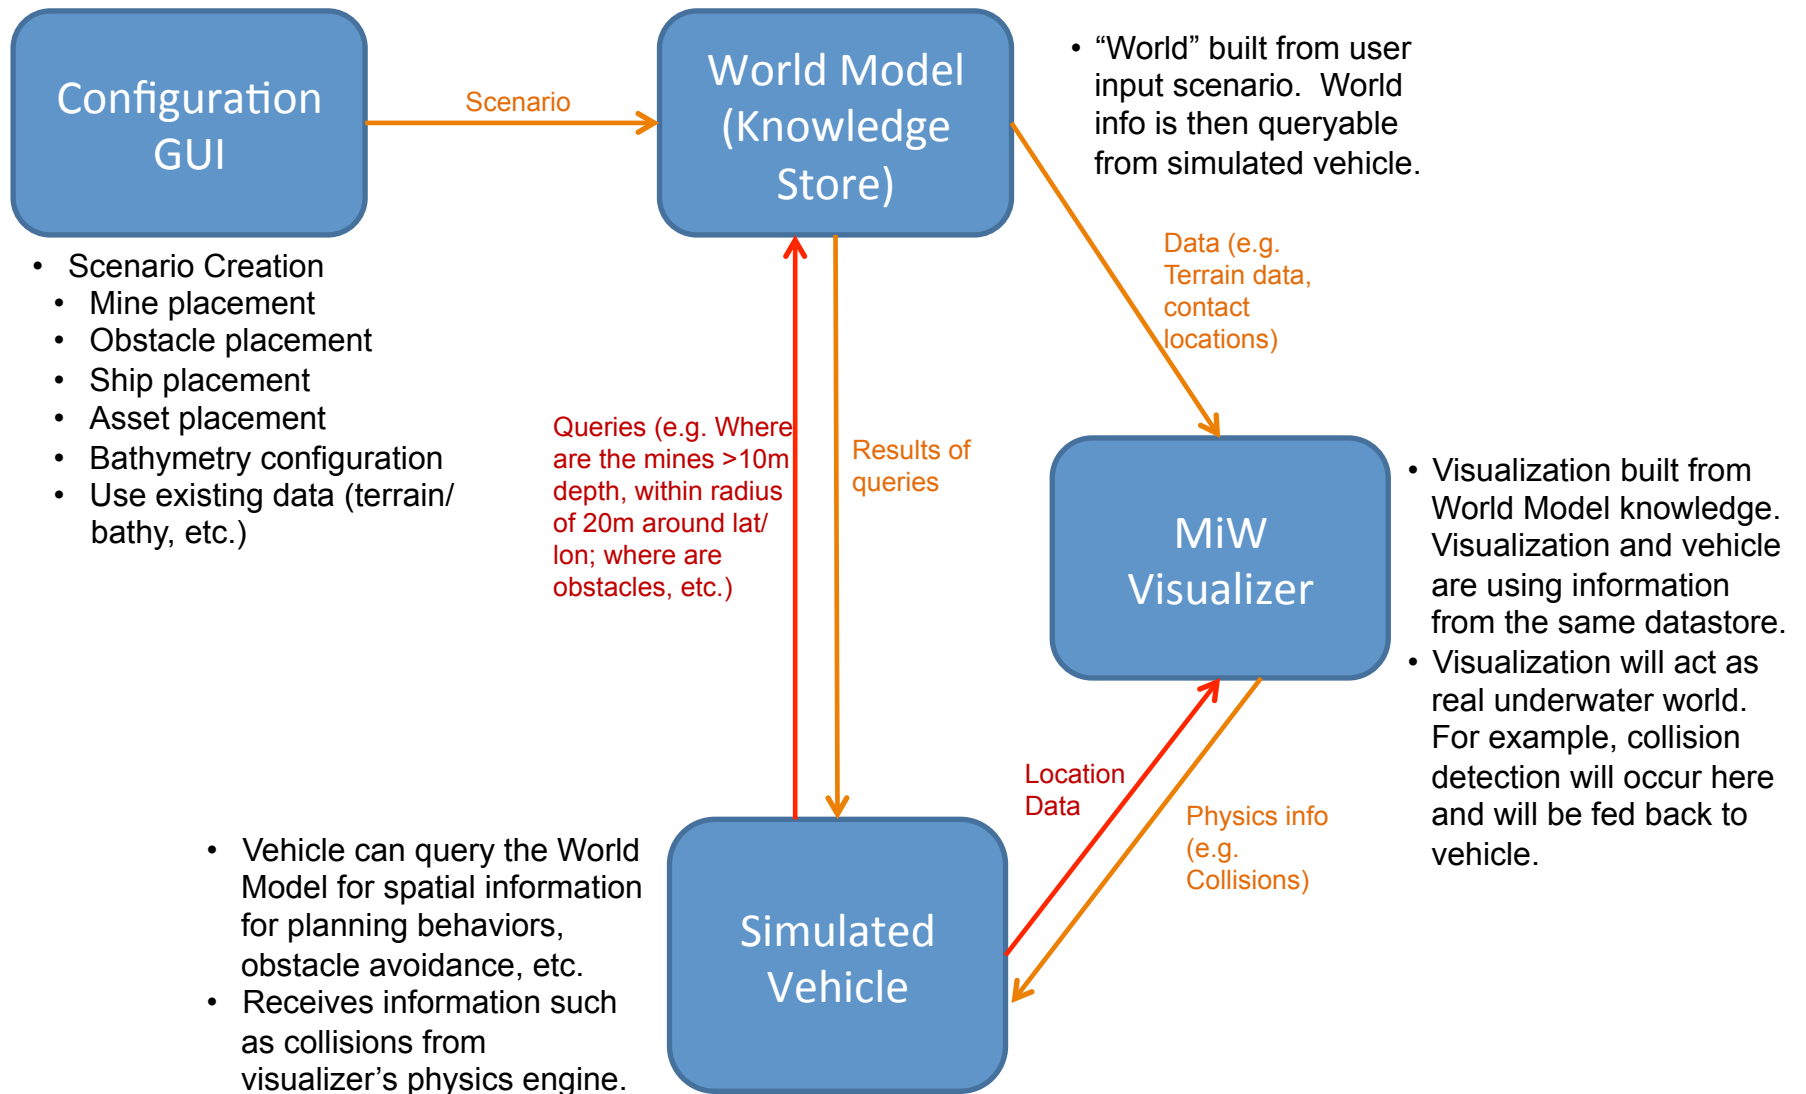 Configuration
GUI
Scenario
World Model
(Knowledge
Store)
• “World” built from user
input scenario.  World
info is then queryable
from simulated vehicle.
• Scenario Creation
• Mine placement
• Obstacle placement
• Ship placement
• Asset placement
• Bathymetry configuration
• Use existing data (terrain/
bathy, etc.)
Data (e.g.
Terrain data,
contact
locations)
Queries (e.g. Where
are the mines >10m
depth, within radius
of 20m around lat/
lon; where are
obstacles, etc.)
Results of
queries
MiW
Visualizer
• Visualization built from
World Model knowledge.
Visualization and vehicle
are using information
from the same datastore.
• Visualization will act as
real underwater world.
For example, collision
detection will occur here
and will be fed back to
vehicle.
Location
Data
Physics info
(e.g.
Collisions)
• Vehicle can query the World
Model for spatial information
for planning behaviors,
obstacle avoidance, etc.
• Receives information such
as collisions from
visualizer’s physics engine.
Simulated
Vehicle